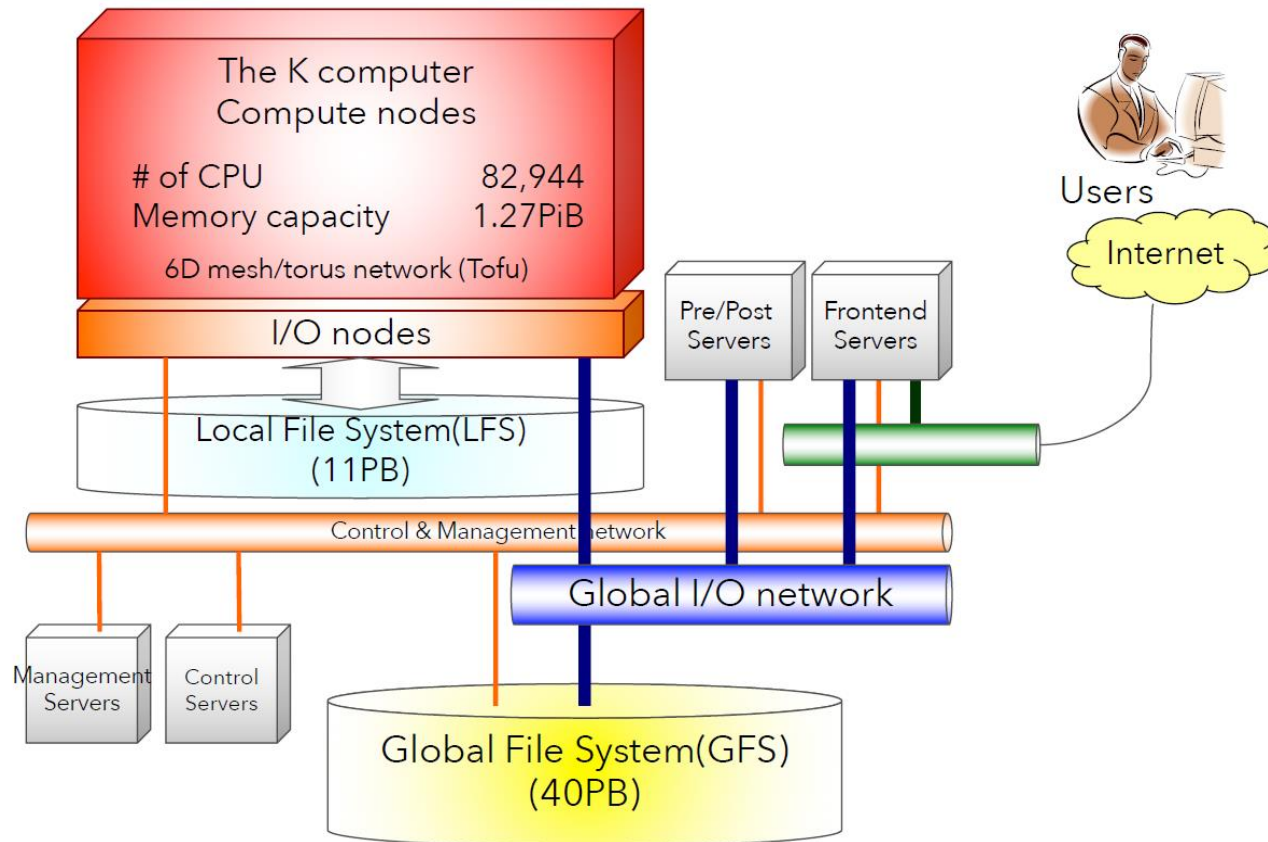 The K computer
Compute nodes
# of CPU 82,944
Memory capacity 1.27PiB
6D mesh/torus network (Tofu)
I/O nodes
Local File System(LFS)
(11PB)
Users
Internet
Pre/Post
Servers
Frontend
Servers
Control & Management network
Global I/O network
Management
Servers
Control
Servers
Global File System(GFS)
(40PB)